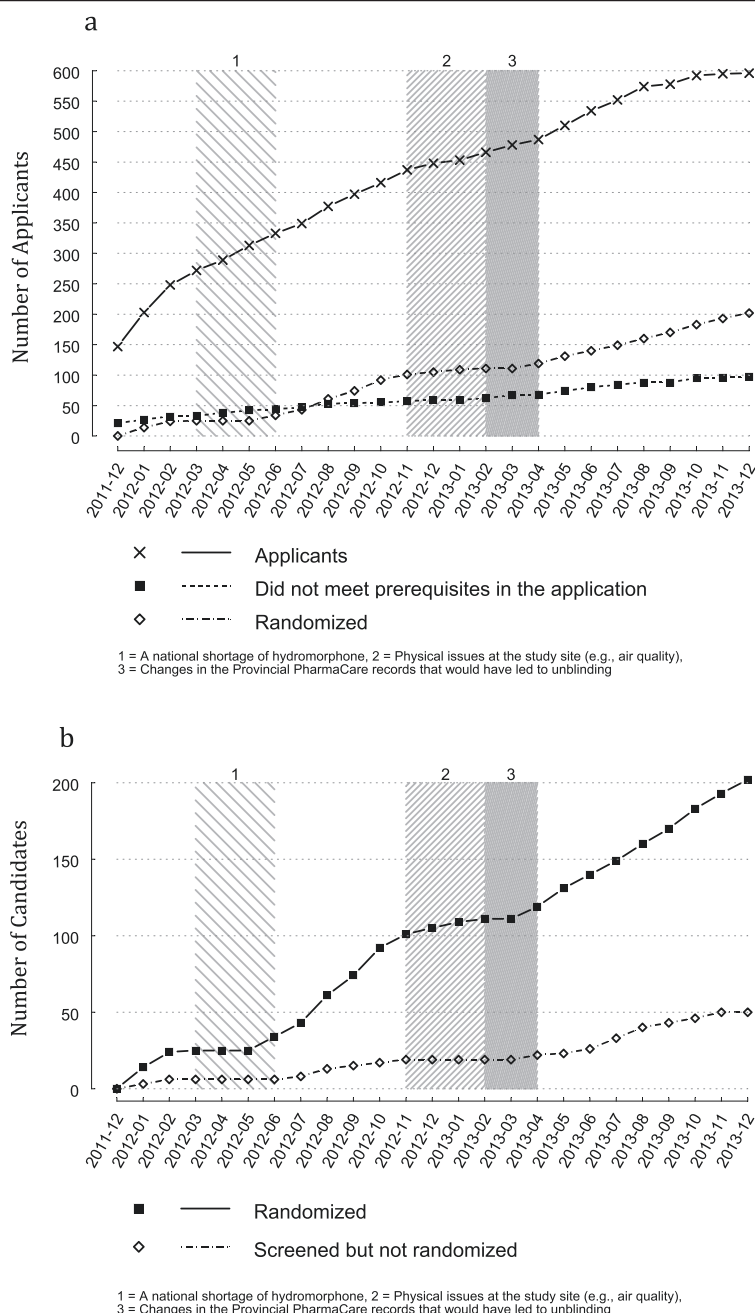 a
1 2 3
600
550
500
450
400
350
300
250
200
150
100
50
0
Number of Applicants
2011-12 2012-01 2012-02 2012-03 2012-04 2012-05 2012-06 2012-07 2012-08 2012-09 2012-10 2012-11 2012-12 2013-01 2013-02 2013-03 2013-04 2013-05 2013-06 2013-07 2013-08 2013-09 2013-10 2013-11 2013-12
Applicants
Did not meet prerequisites in the application
Randomized
1 = A national shortage of hydromorphone, 2 = Physical issues at the study site (e.g., air quality),
3 = Changes in the Provincial PharmaCare records that would have led to unblinding
b
1 2 3
200
150
100
50
0
Number of Candidates
2011-12 2012-01 2012-02 2012-03 2012-04 2012-05 2012-06 2012-07 2012-08 2012-09 2012-10 2012-11 2012-12 2013-01 2013-02 2013-03 2013-04 2013-05 2013-06 2013-07 2013-08 2013-09 2013-10 2013-11 2013-12
Randomized
Screened but not randomized
1 = A national shortage of hydromorphone, 2 = Physical issues at the study site (e.g., air quality),
3 = Changes in the Provincial PharmaCare records that would have led to unblinding